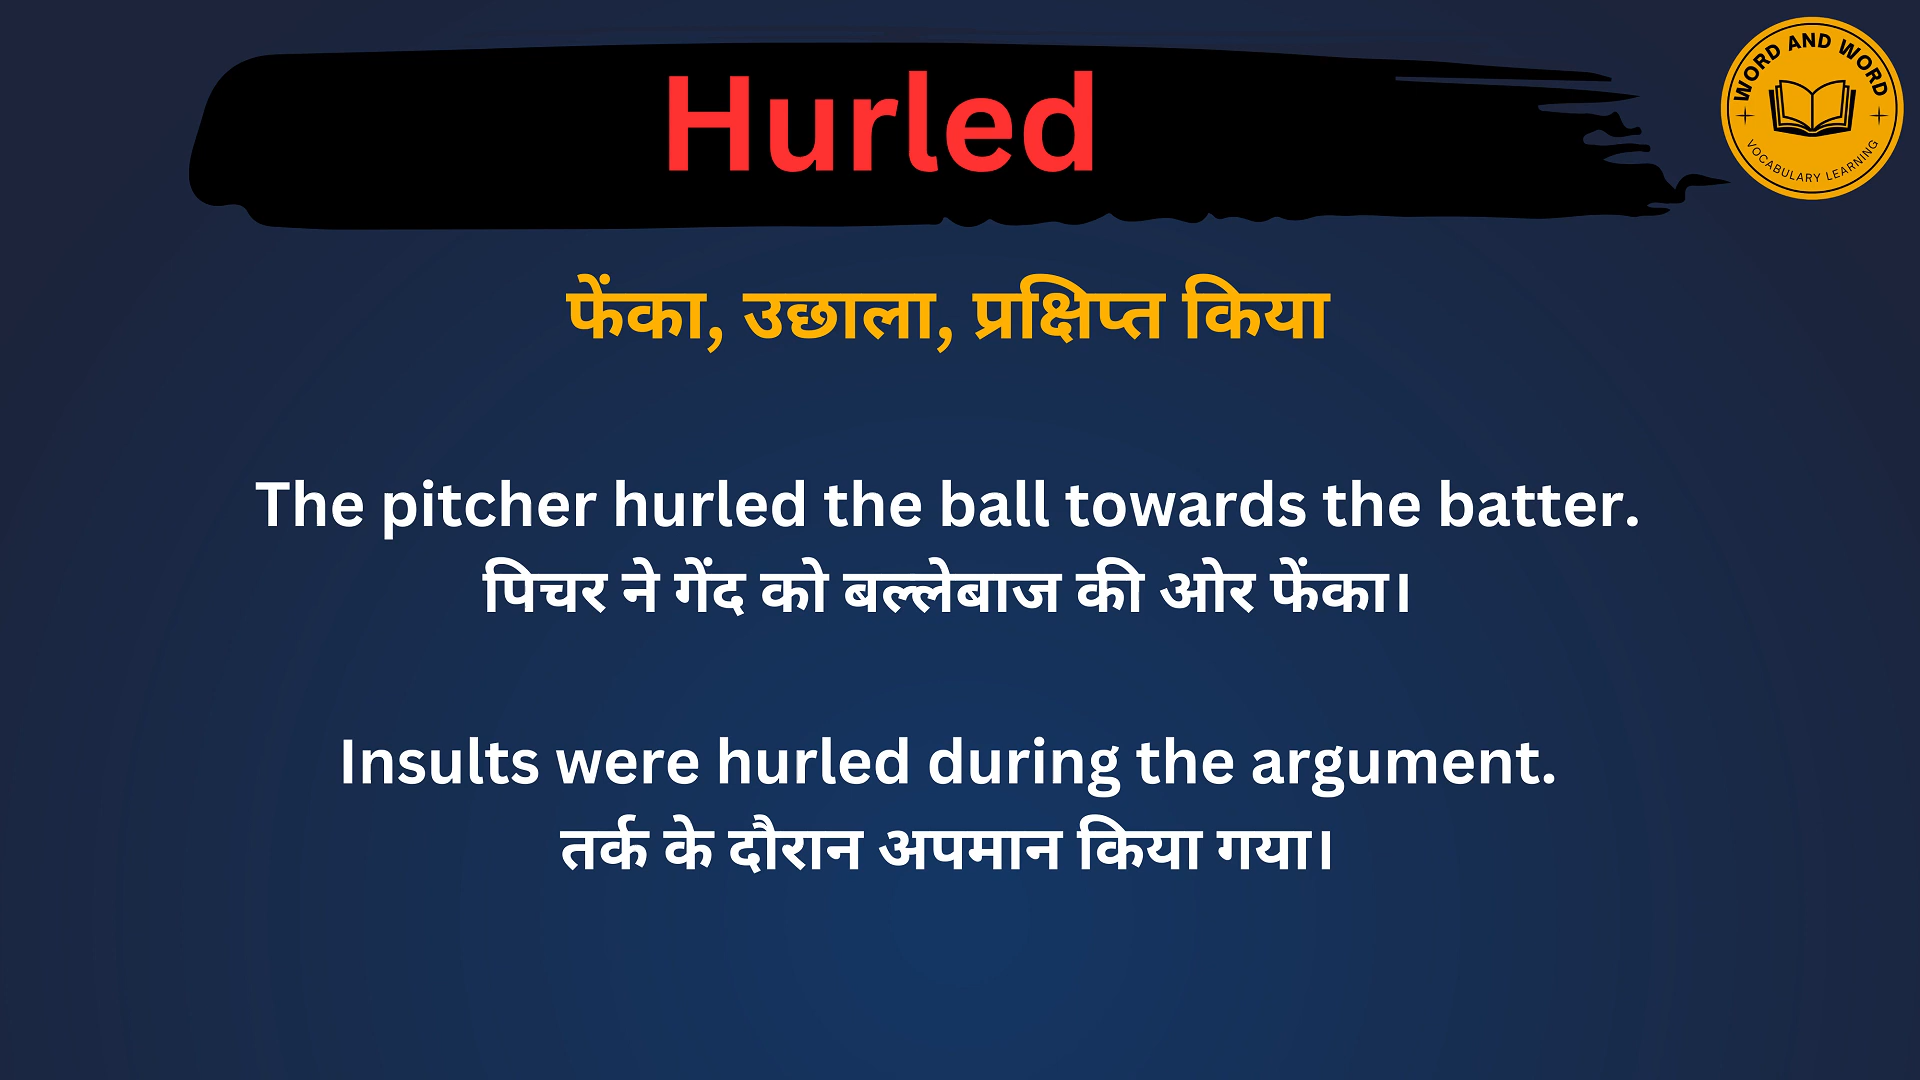 Hurled
WORD AND WORD
VOCABULARY LEARNING
फेंका, उछाला, प्रक्षिप्त किया
The pitcher hurled the ball towards the batter.
पिचर ने गेंद को बल्लेबाज की ओर फेंका।
Insults were hurled during the argument.
तर्क के दौरान अपमान किया गया।